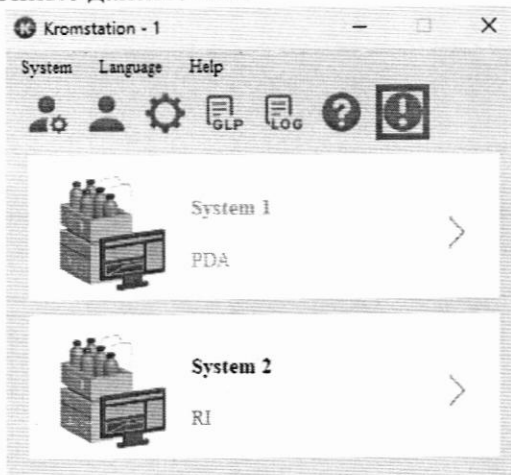 Kromstation - 1
System Language Help
GLP LOG
System 1
PDA
System 2
RI